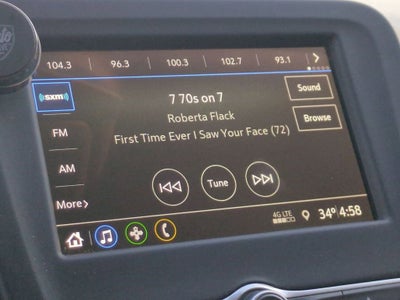 104.3 96.3 100.3 102.7 93.1 >
sxm
7 70s on 7
Sound
Roberta Flack
Browse
FM
First Time Ever I Saw Your Face (72)
AM
Tune
More >
4G LTE
34° 4:58